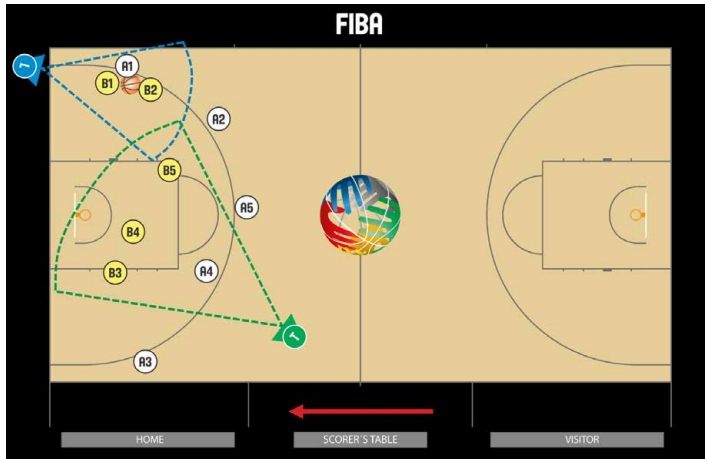 FIBA
L
A1
B1
B2
A2
B5
A5
B4
B3
A4
T
A3
HOME
SCORER´S TABLE
VISITOR